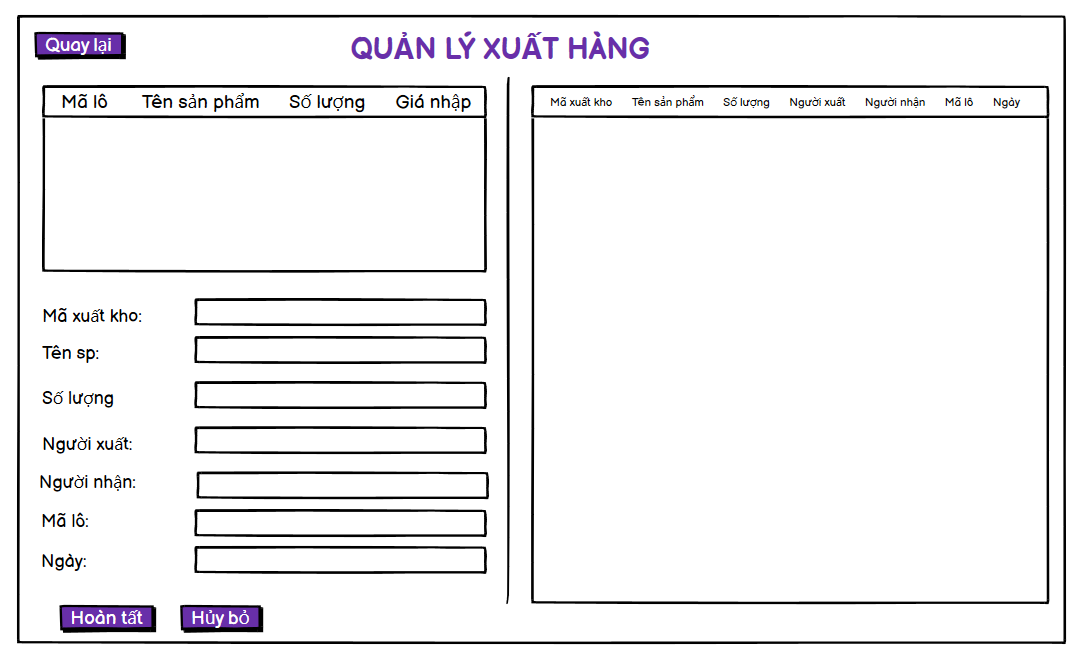 Quay lại
QUẢN LÝ XUẤT HÀNG
Mã lô Tên sản phẩm Số lượng Giá nhập
Mã xuất kho:
Tên sp:
Số lượng
Người xuất:
Người nhận:
Mã lô:
Ngày:
Hoàn tất Hủy bỏ
Mã xuất kho Tên sản phẩm Số lượng Người xuất Người nhận Mã lô Ngày